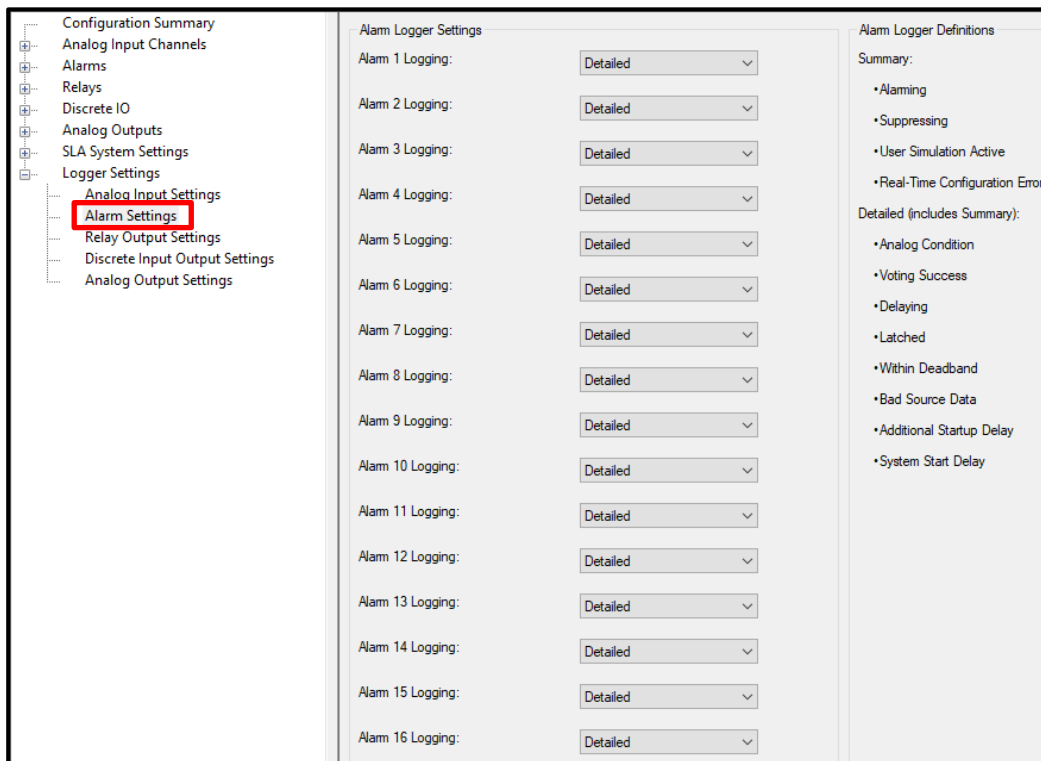 Configuration Summary
Analog Input Channels
Alarms
Relays
Discrete IO
Analog Outputs
SLA System Settings
Logger Settings
Analog Input Settings
Alarm Settings
Relay Output Settings
Discrete Input Output Settings
Analog Output Settings
Alarm Logger Settings
Alarm 1 Logging: Detailed
Alarm 2 Logging: Detailed
Alarm 3 Logging: Detailed
Alarm 4 Logging: Detailed
Alarm 5 Logging: Detailed
Alarm 6 Logging: Detailed
Alarm 7 Logging: Detailed
Alarm 8 Logging: Detailed
Alarm 9 Logging: Detailed
Alarm 10 Logging: Detailed
Alarm 11 Logging: Detailed
Alarm 12 Logging: Detailed
Alarm 13 Logging: Detailed
Alarm 14 Logging: Detailed
Alarm 15 Logging: Detailed
Alarm 16 Logging: Detailed
Alarm Logger Definitions
Summary:
•Alarming
•Suppressing
•User Simulation Active
•Real-Time Configuration Error
Detailed (includes Summary):
•Analog Condition
•Voting Success
•Delaying
•Latched
•Within Deadband
•Bad Source Data
•Additional Startup Delay
•System Start Delay